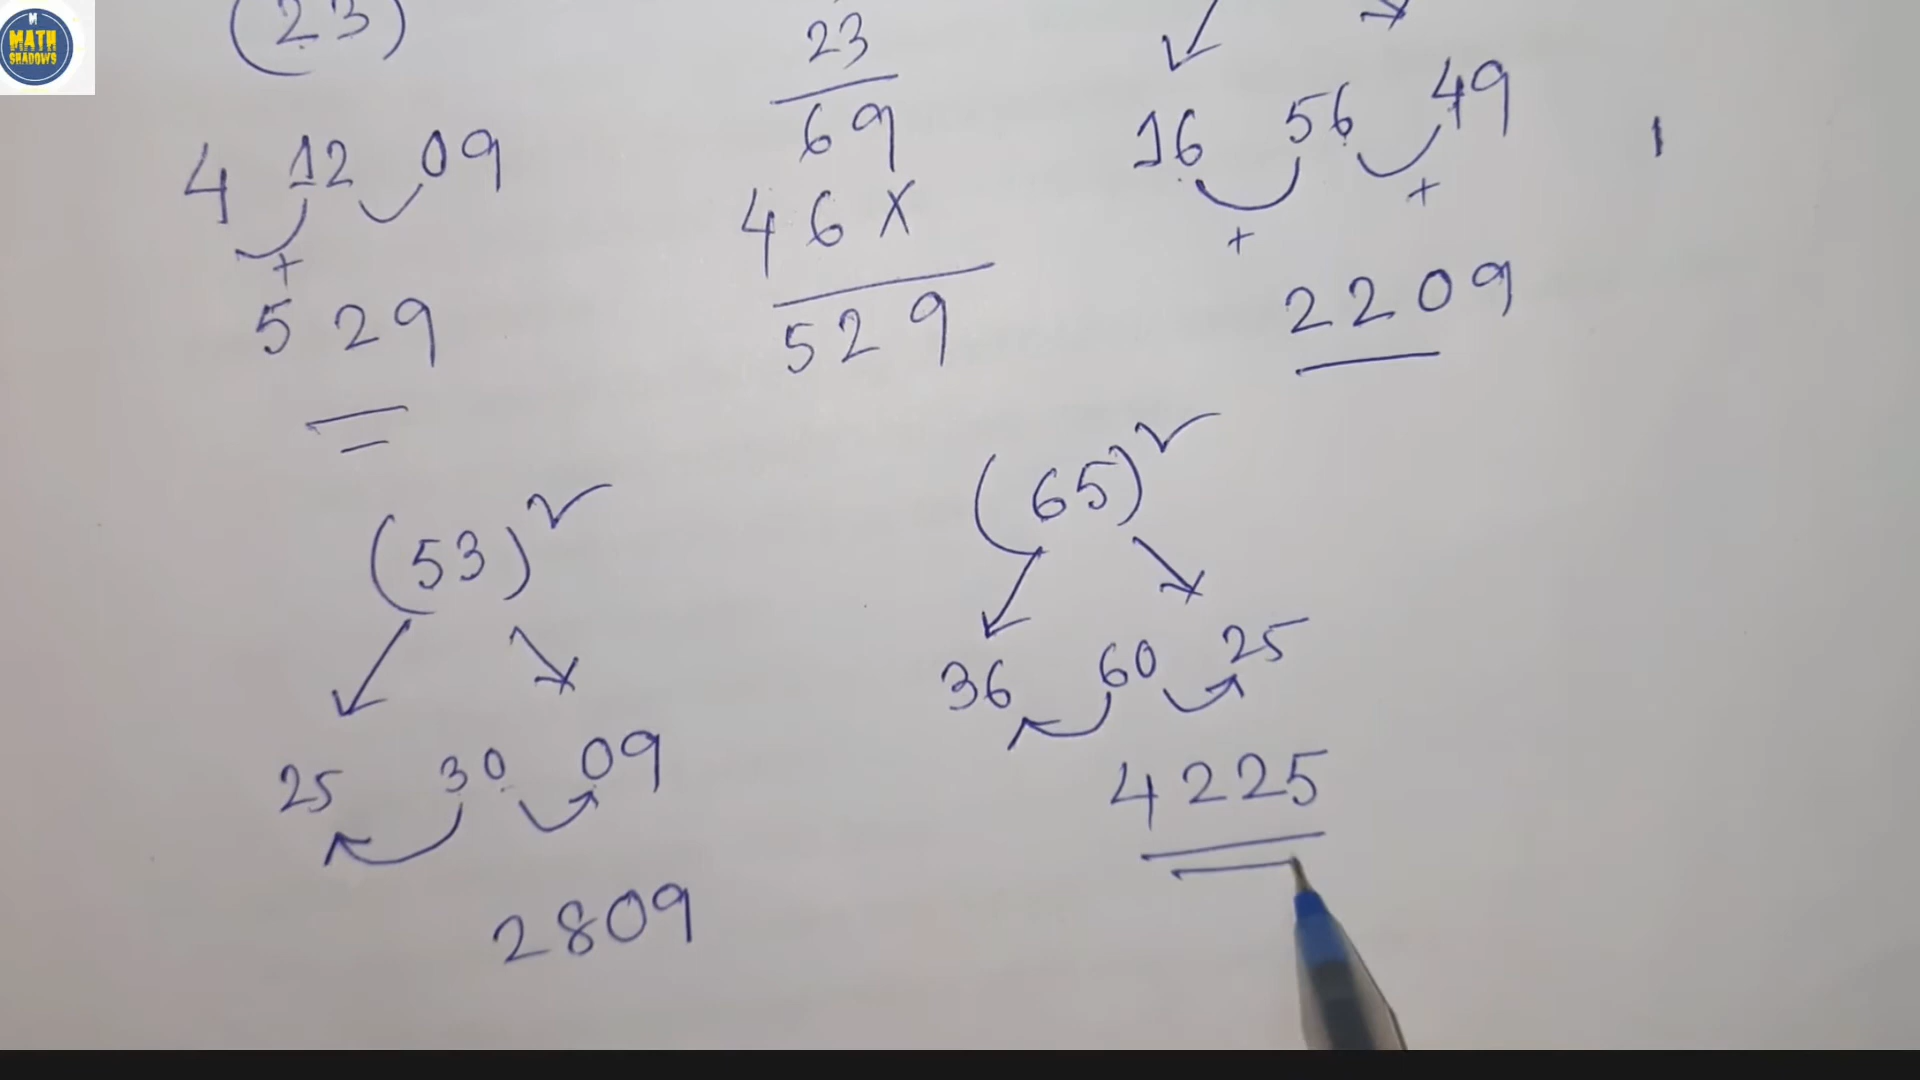 M
MATH
SHADOWS
(23)
4 12 09
+
529
23
69
46x
529
16 56 49
+ +
2209
(53)²
25 30 09
2809
(65)²
36 60 25
4225